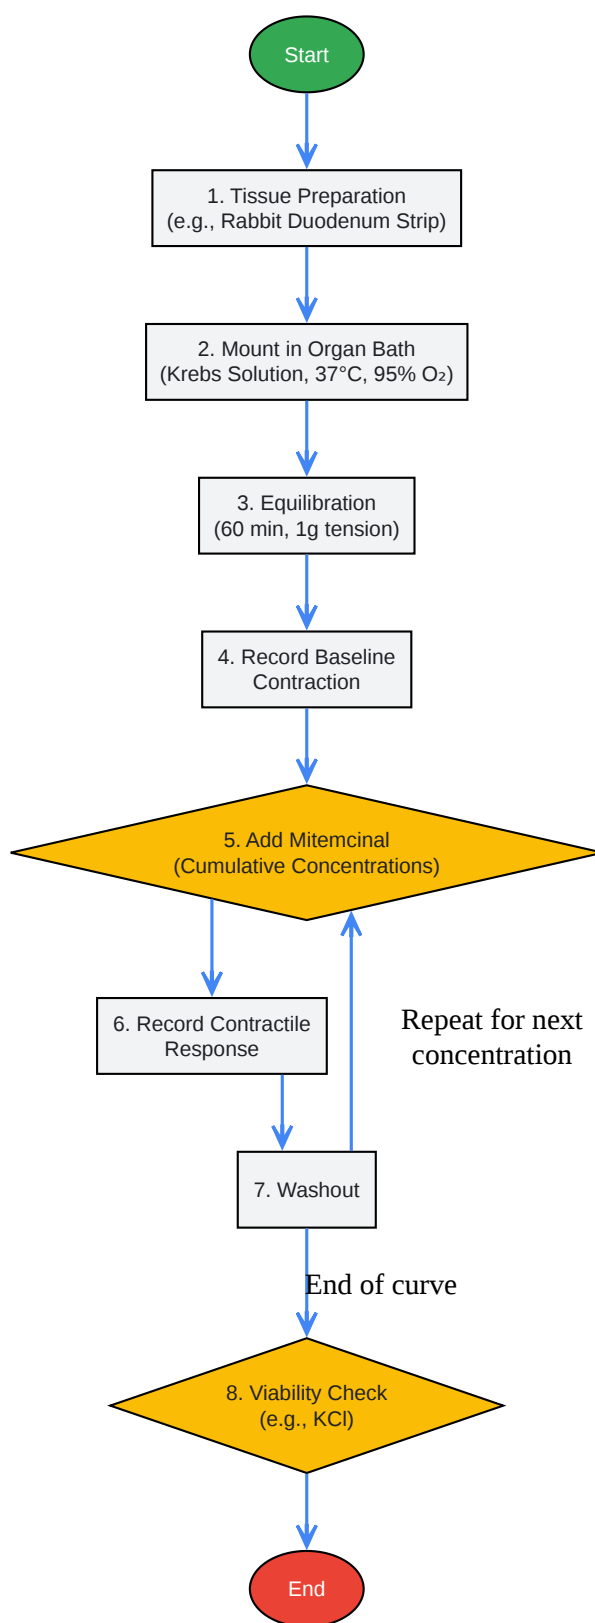 Start
1. Tissue Preparation
(e.g., Rabbit Duodenum Strip)
2. Mount in Organ Bath
(Krebs Solution, 37°C, 95% O₂)
3. Equilibration
(60 min, 1g tension)
4. Record Baseline
Contraction
5. Add Mitemcinal
(Cumulative Concentrations)
6. Record Contractile
Response
Repeat for next
concentration
7. Washout
End of curve
8. Viability Check
(e.g., KCl)
End